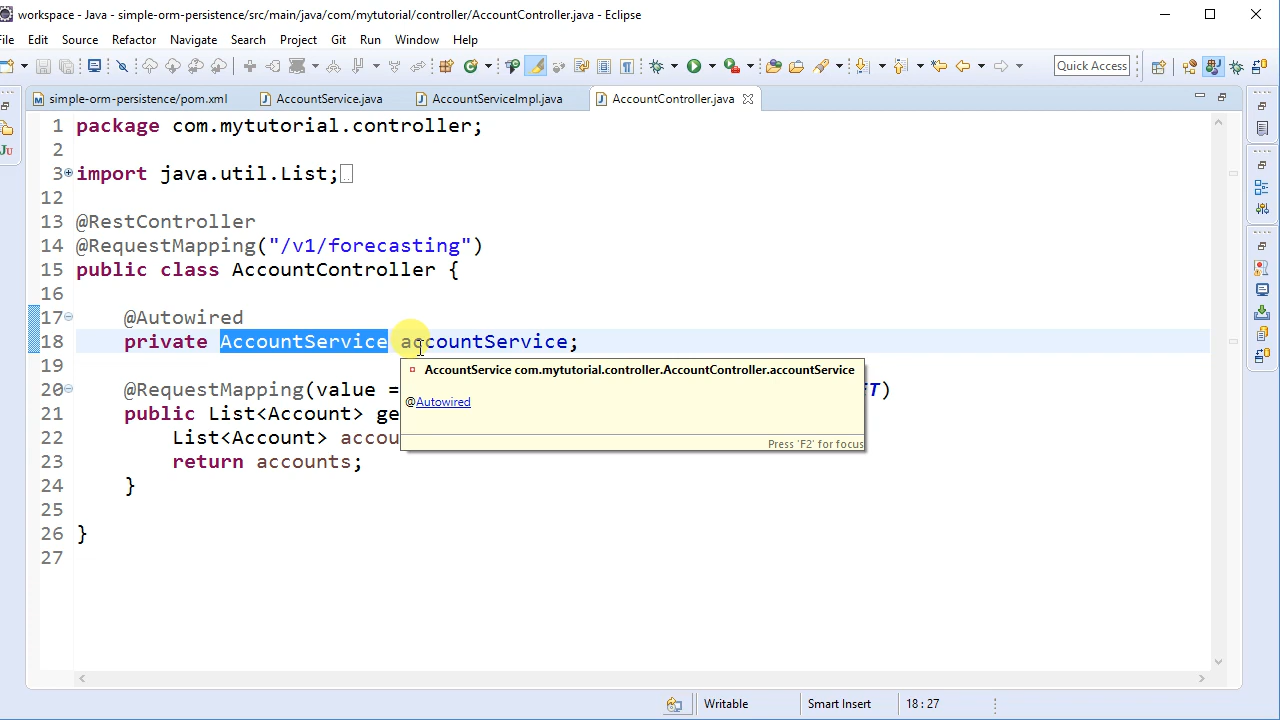 workspace - Java - simple-orm-persistence/src/main/java/com/mytutorial/controller/AccountController.java - Eclipse
File Edit Source Refactor Navigate Search Project Git Run Window Help
Quick Access
simple-orm-persistence/pom.xml AccountService.java AccountServiceImpl.java AccountController.java
1 package com.mytutorial.controller;
2
3 import java.util.List;
12
13 @RestController
14 @RequestMapping("/v1/forecasting")
15 public class AccountController {
16
17 @Autowired
18 private AccountService accountService;
19
AccountService com.mytutorial.controller.AccountController.accountService
@Autowired
Press 'F2' for focus
20 @RequestMapping(value = )
21 public List<Account> ge
22 List<Account> accou
23 return accounts;
24 }
25
26 }
27
Ju
Writable Smart Insert 18 : 27